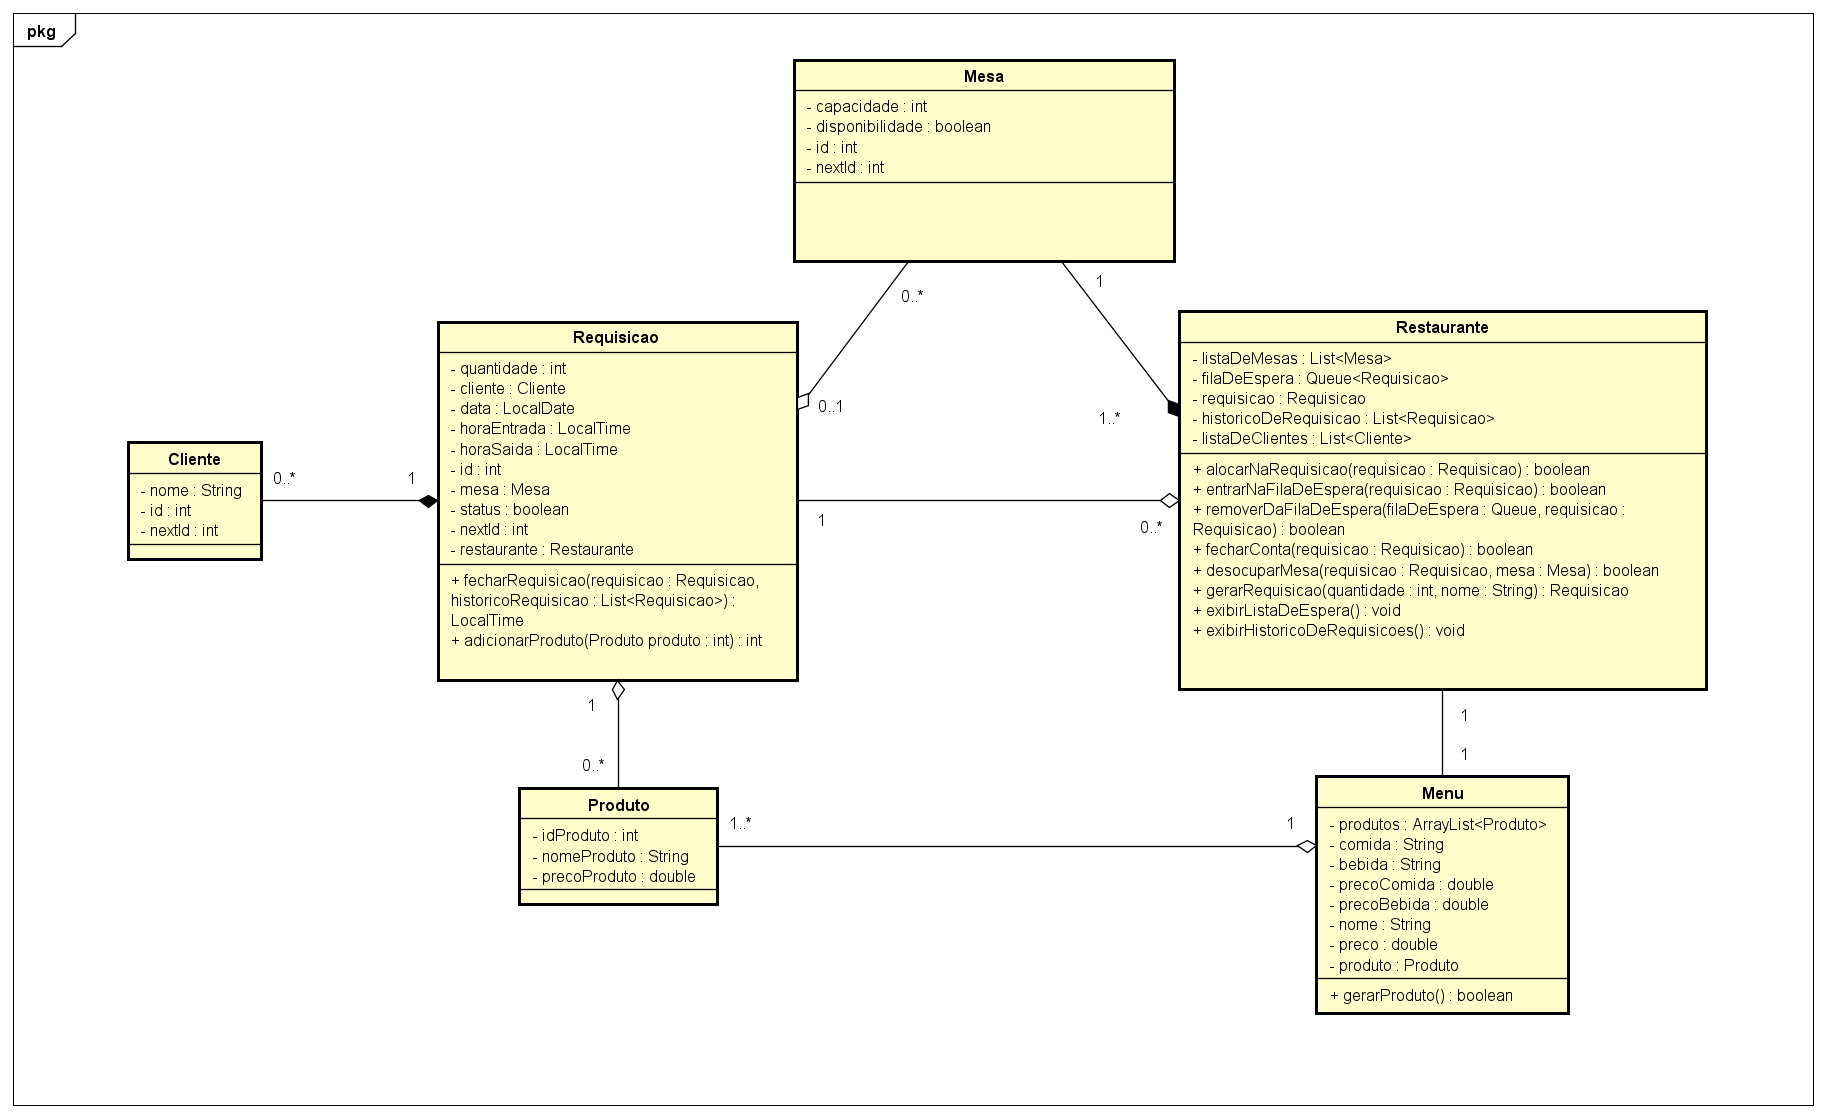 pkg
Mesa
- capacidade : int
- disponibilidade : boolean
- id : int
- nextId : int
0..*
1
0..1
1..*
Requisicao
- quantidade : int
- cliente : Cliente
- data : LocalDate
- horaEntrada : LocalTime
- horaSaida : LocalTime
- id : int
- mesa : Mesa
- status : boolean
- nextId : int
- restaurante : Restaurante
+ fecharRequisicao(requisicao : Requisicao,
historicoRequisicao : List<Requisicao>) :
LocalTime
+ adicionarProduto(Produto produto : int) : int
Restaurante
- listaDeMesas : List<Mesa>
- filaDeEspera : Queue<Requisicao>
- requisicao : Requisicao
- historicoDeRequisicao : List<Requisicao>
- listaDeClientes : List<Cliente>
+ alocarNaRequisicao(requisicao : Requisicao) : boolean
+ entrarNaFilaDeEspera(requisicao : Requisicao) : boolean
+ removerDaFilaDeEspera(filaDeEspera : Queue, requisicao :
Requisicao) : boolean
+ fecharConta(requisicao : Requisicao) : boolean
+ desocuparMesa(requisicao : Requisicao, mesa : Mesa) : boolean
+ gerarRequisicao(quantidade : int, nome : String) : Requisicao
+ exibirListaDeEspera() : void
+ exibirHistoricoDeRequisicoes() : void
Cliente
- nome : String
- id : int
- nextId : int
0..*
1
1
0..*
1
0..*
1
1
Produto
- idProduto : int
- nomeProduto : String
- precoProduto : double
1..*
1
Menu
- produtos : ArrayList<Produto>
- comida : String
- bebida : String
- precoComida : double
- precoBebida : double
- nome : String
- preco : double
- produto : Produto
+ gerarProduto() : boolean